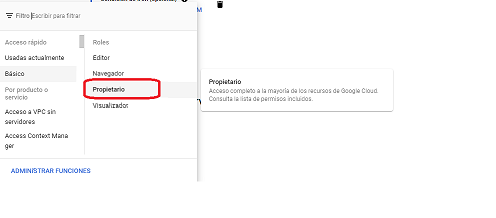 Filtro Escribir para filtrar
Acceso rápido
Usadas actualmente
Básico
Por producto o
servicio
Acceso a VPC sin
servidores
Access Context Mana
ger
Roles
Editor
Navegador
Propietario
Visualizador
ADMINISTRAR FUNCIONES
Propietario
Acceso completo a la mayoría de los recursos de Google Cloud.
Consulta la lista de permisos incluidos.